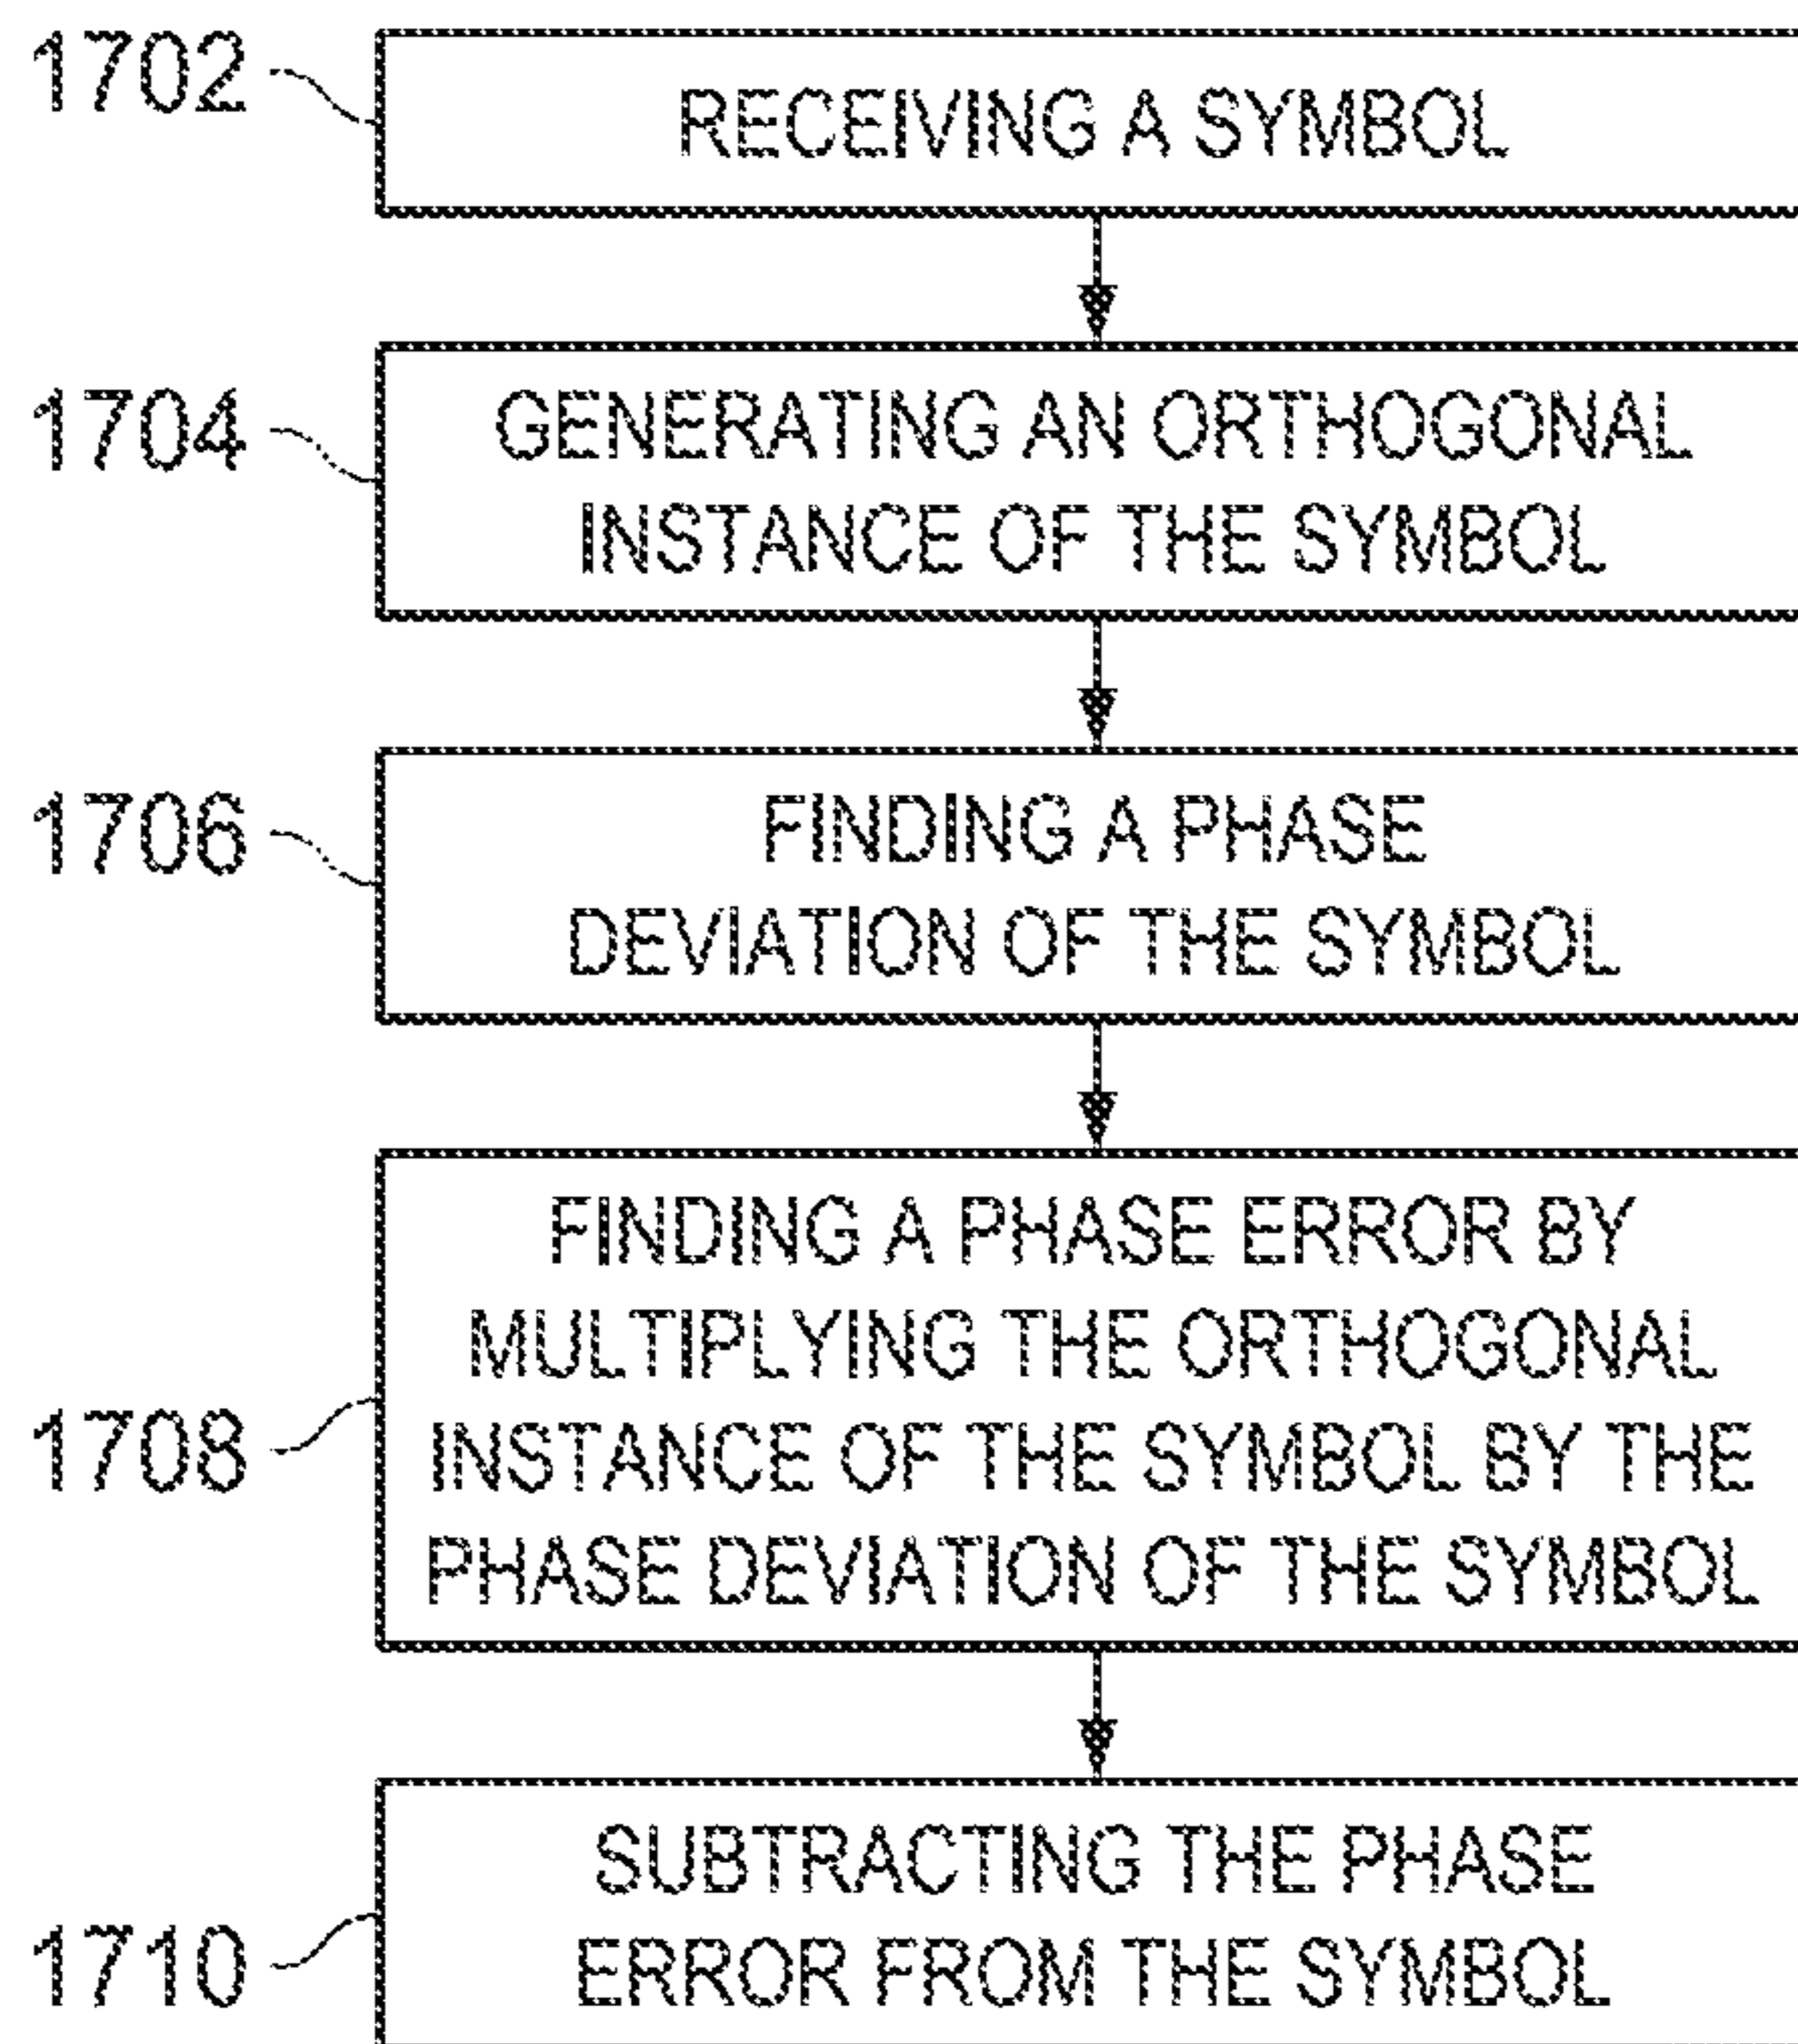 1702
RECEIVING A SYMBOL
1704
GENERATING AN ORTHOGONAL
INSTANCE OF THE SYMBOL
1706
FINDING A PHASE
DEVIATION OF THE SYMBOL
1708
FINDING A PHASE ERROR BY
MULTIPLYING THE ORTHOGONAL
INSTANCE OF THE SYMBOL BY THE
PHASE DEVIATION OF THE SYMBOL
1710
SUBTRACTING THE PHASE
ERROR FROM THE SYMBOL